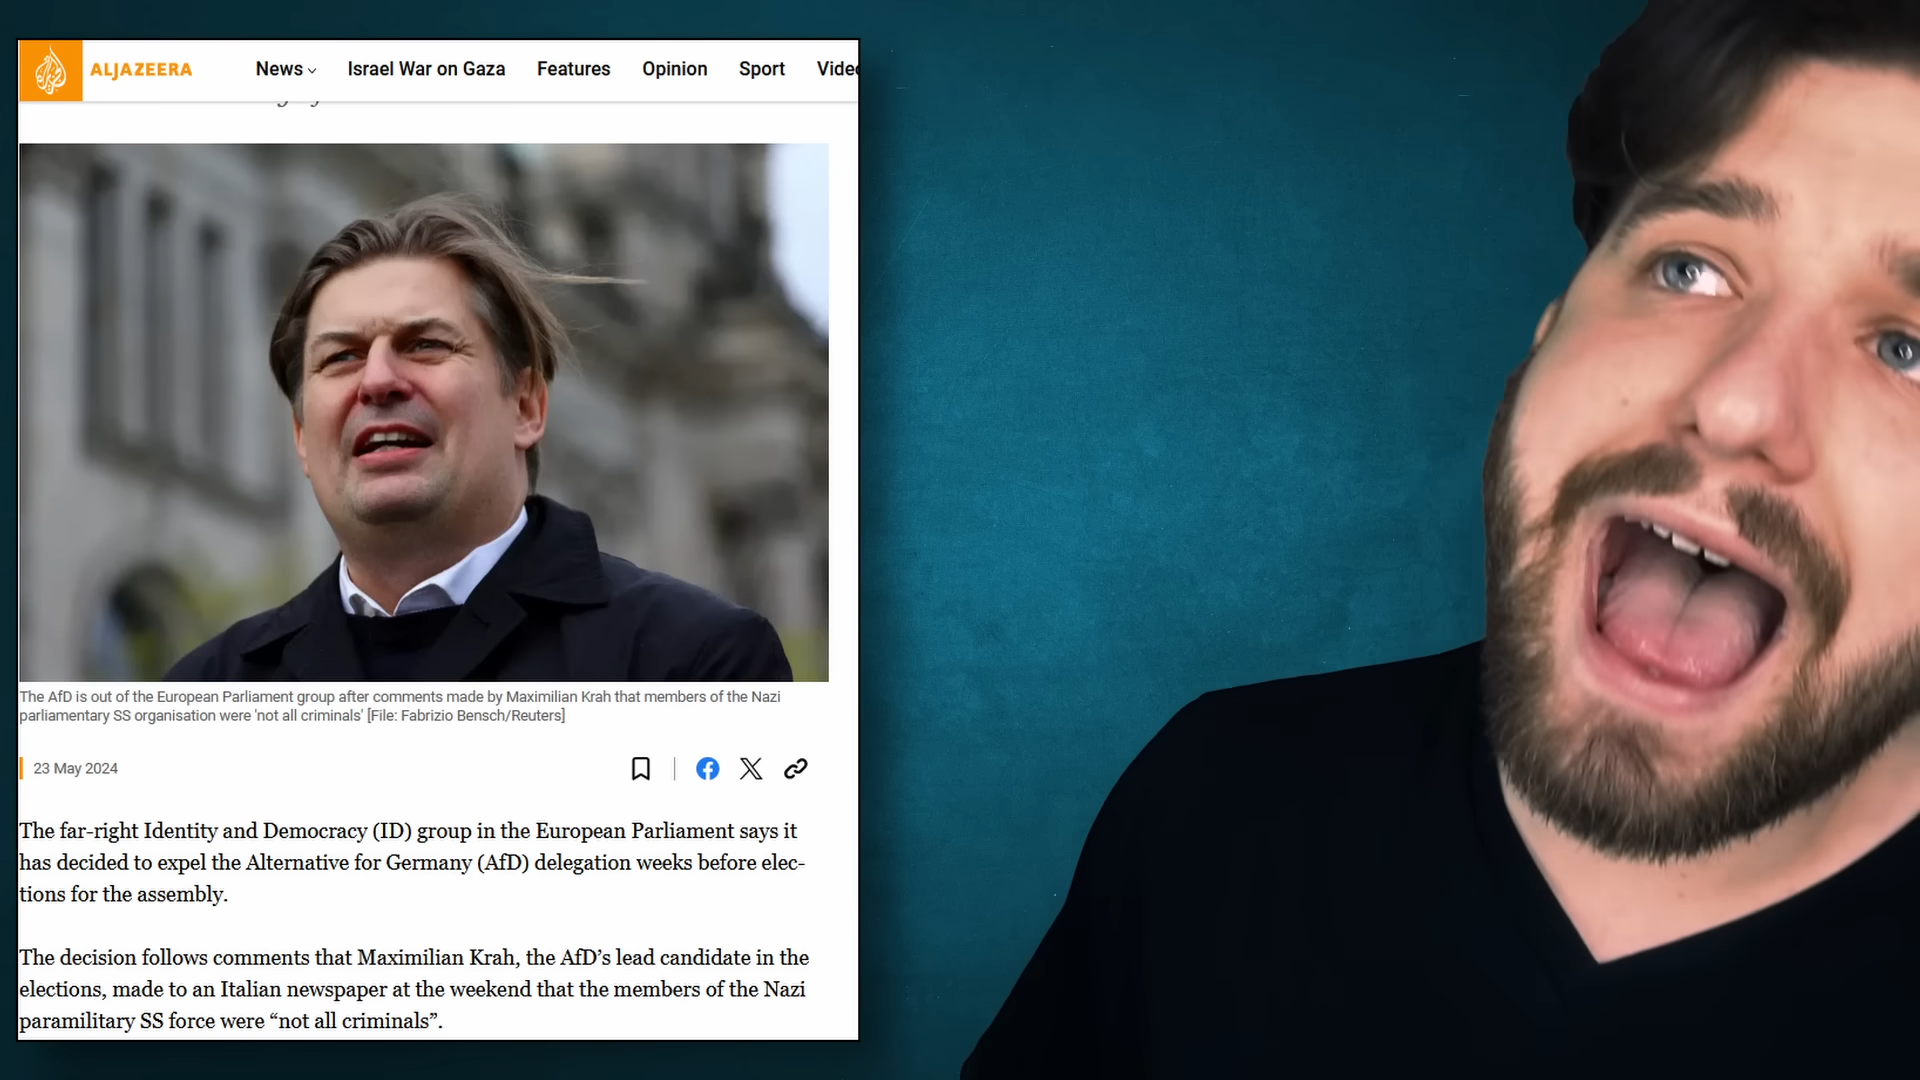 ALJAZEERA News Israel War on Gaza Features Opinion Sport
The AfD is out of the European Parliament group after comments made by Maximilian Krah that members of the Nazi
parliamentary SS organisation were 'not all criminals' [File: Fabrizio Bensch/Reuters]
23 May 2024
The far-right Identity and Democracy (ID) group in the European Parliament says it
has decided to expel the Alternative for Germany (AfD) delegation weeks before elec-
tions for the assembly.
The decision follows comments that Maximilian Krah, the AfD’s lead candidate in the
elections, made to an Italian newspaper at the weekend that the members of the Nazi
paramilitary SS force were “not all criminals”.